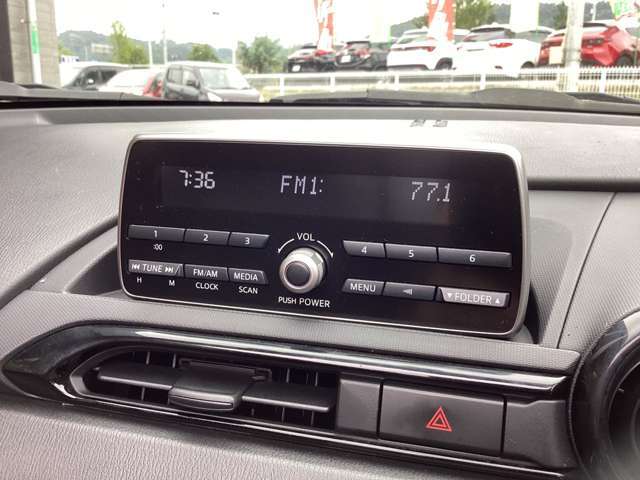 7:36 FM1: 77.1
VOL
1 2 3 4 5 6
:00
TUNE FM/AM MEDIA MENU FOLDER
H M CLOCK SCAN PUSH POWER